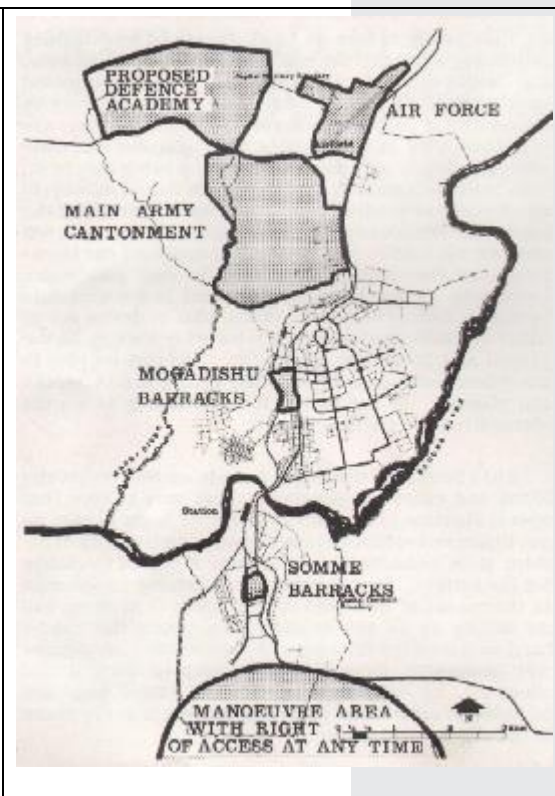 PROPOSED
DEFENCE
ACADEMY
AIR FORCE
Airfield
MAIN ARMY
CANTONMENT
MOGADISHU
BARRACKS
Station
SOMME
BARRACKS
MANOEUVRE AREA
WITH RIGHT
OF ACCESS AT ANY TIME
N